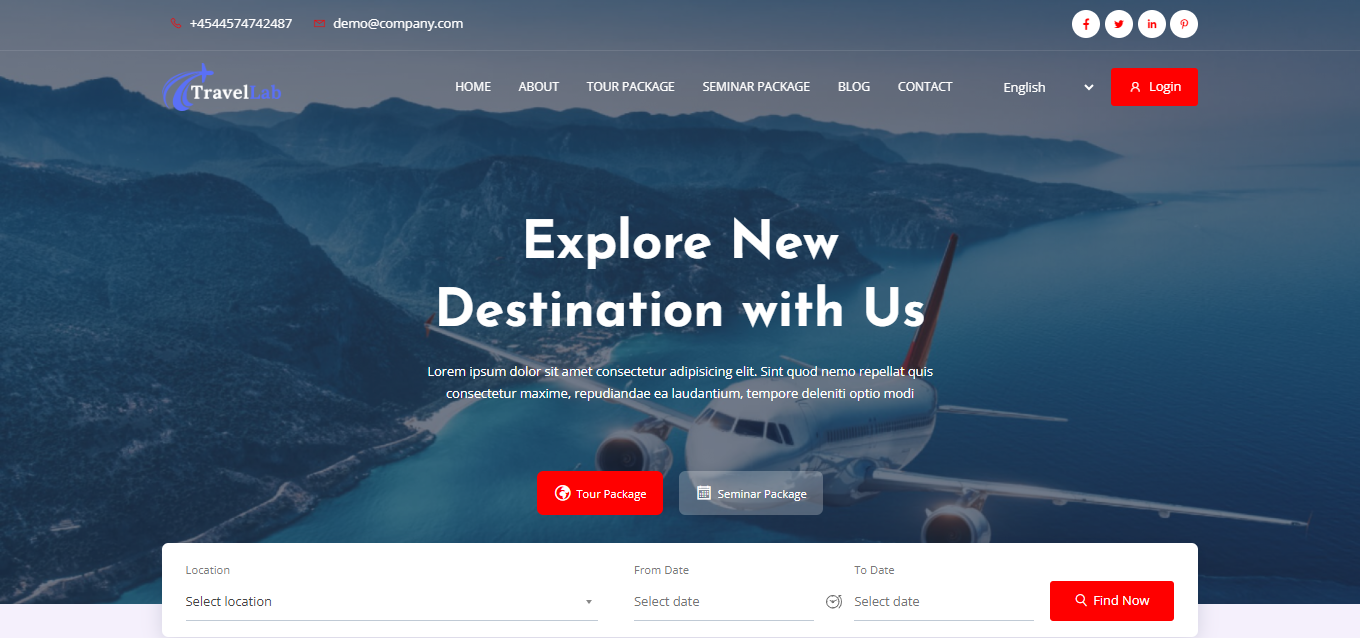 +4544574742487 demo@company.com
TravelLab
HOME ABOUT TOUR PACKAGE SEMINAR PACKAGE BLOG CONTACT English Login
Explore New
Destination with Us
Lorem ipsum dolor sit amet consectetur adipisicing elit. Sint quod nemo repellat quis
consectetur maxime, repudiandae ea laudantium, tempore deleniti optio modi
Tour Package Seminar Package
Location From Date To Date
Select location Select date Select date Find Now